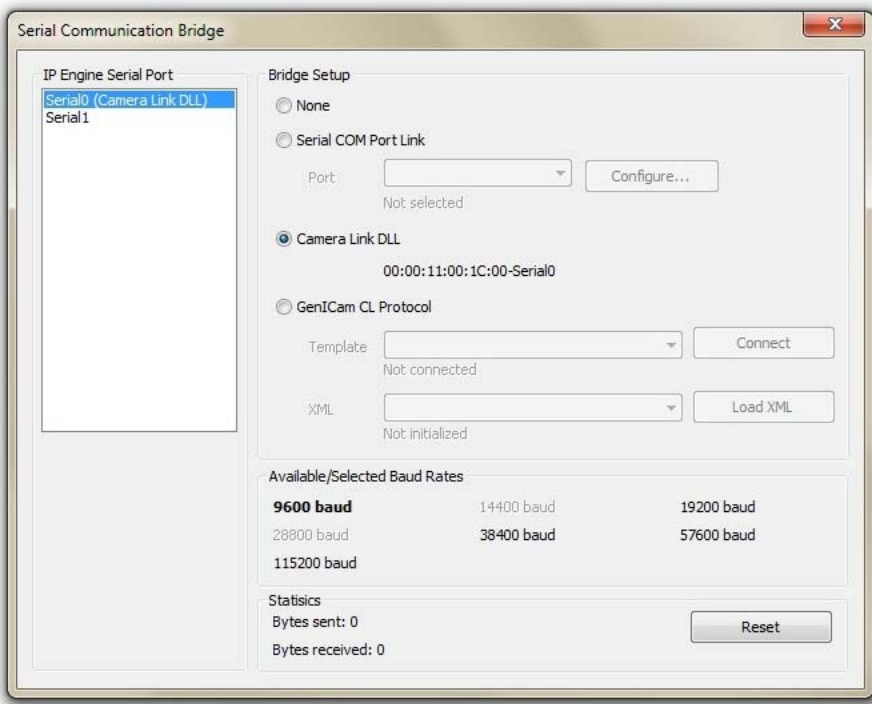 Serial Communication Bridge
x
IP Engine Serial Port
Serial0 (Camera Link DLL)
Serial1
Bridge Setup
None
Serial COM Port Link
Port
Configure...
Not selected
Camera Link DLL
00:00:11:00:1C:00-Serial0
GenICam CL Protocol
Template
Connect
Not connected
XML
Load XML
Not initialized
Available/Selected Baud Rates
9600 baud 14400 baud 19200 baud
28800 baud 38400 baud 57600 baud
115200 baud
Statisics
Bytes sent: 0
Reset
Bytes received: 0